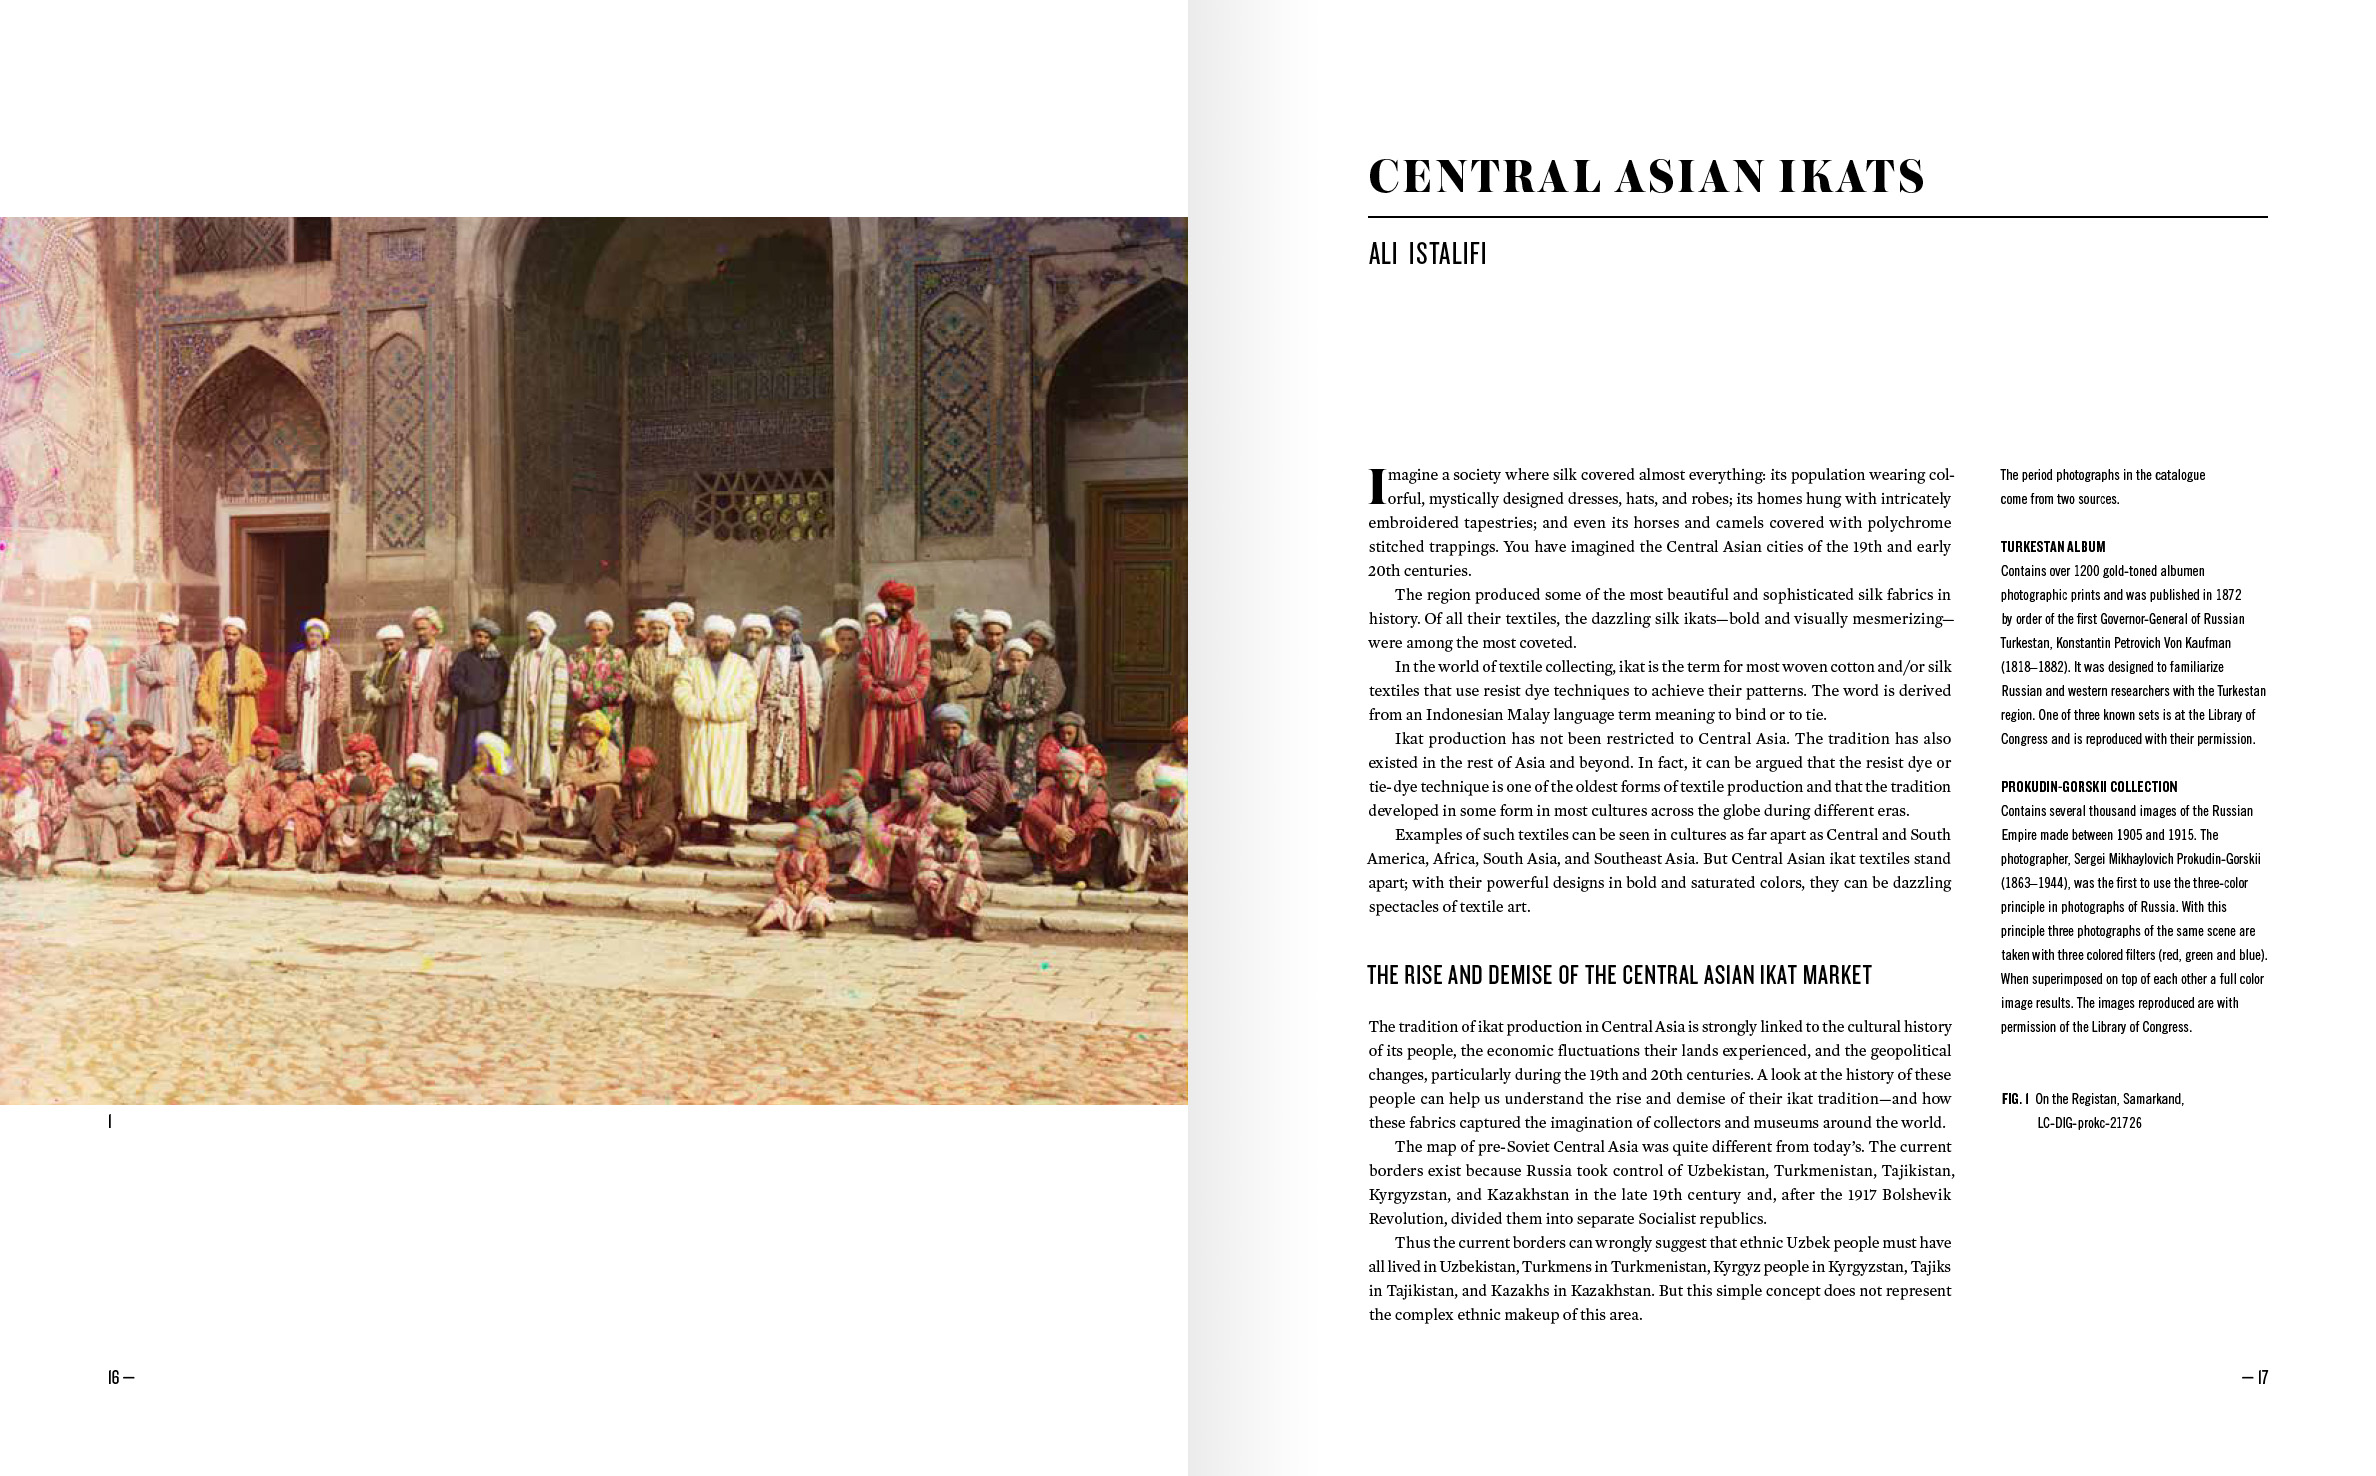 1
16 —
CENTRAL ASIAN IKATS
ALI ISTALIFI
Imagine a society where silk covered almost everything: its population wearing col-
orful, mystically designed dresses, hats, and robes; its homes hung with intricately
embroidered tapestries; and even its horses and camels covered with polychrome
stitched trappings. You have imagined the Central Asian cities of the 19th and early
20th centuries.
The region produced some of the most beautiful and sophisticated silk fabrics in
history. Of all their textiles, the dazzling silk ikats—bold and visually mesmerizing—
were among the most coveted.
In the world of textile collecting, ikat is the term for most woven cotton and/or silk
textiles that use resist dye techniques to achieve their patterns. The word is derived
from an Indonesian Malay language term meaning to bind or to tie.
Ikat production has not been restricted to Central Asia. The tradition has also
existed in the rest of Asia and beyond. In fact, it can be argued that the resist dye or
tie-dye technique is one of the oldest forms of textile production and that the tradition
developed in some form in most cultures across the globe during different eras.
Examples of such textiles can be seen in cultures as far apart as Central and South
America, Africa, South Asia, and Southeast Asia. But Central Asian ikat textiles stand
apart; with their powerful designs in bold and saturated colors, they can be dazzling
spectacles of textile art.
THE RISE AND DEMISE OF THE CENTRAL ASIAN IKAT MARKET
The tradition of ikat production in Central Asia is strongly linked to the cultural history
of its people, the economic fluctuations their lands experienced, and the geopolitical
changes, particularly during the 19th and 20th centuries. A look at the history of these
people can help us understand the rise and demise of their ikat tradition—and how
these fabrics captured the imagination of collectors and museums around the world.
The map of pre-Soviet Central Asia was quite different from today's. The current
borders exist because Russia took control of Uzbekistan, Turkmenistan, Tajikistan,
Kyrgyzstan, and Kazakhstan in the late 19th century and, after the 1917 Bolshevik
Revolution, divided them into separate Socialist republics.
Thus the current borders can wrongly suggest that ethnic Uzbek people must have
all lived in Uzbekistan, Turkmens in Turkmenistan, Kyrgyz people in Kyrgyzstan, Tajiks
in Tajikistan, and Kazakhs in Kazakhstan. But this simple concept does not represent
the complex ethnic makeup of this area.
The period photographs in the catalogue
come from two sources.
TURKESTAN ALBUM
Contains over 1200 gold-toned albumen
photographic prints and was published in 1872
by order of the first Governor-General of Russian
Turkestan, Konstantin Petrovich Von Kaufman
(1818–1882). It was designed to familiarize
Russian and western researchers with the Turkestan
region. One of three known sets is at the Library of
Congress and is reproduced with their permission.
PROKUDIN-GORSKII COLLECTION
Contains several thousand images of the Russian
Empire made between 1905 and 1915. The
photographer, Sergei Mikhaylovich Prokudin-Gorskii
(1863–1944), was the first to use the three-color
principle in photographs of Russia. With this
principle three photographs of the same scene are
taken with three colored filters (red, green and blue).
When superimposed on top of each other a full color
image results. The images reproduced are with
permission of the Library of Congress.
FIG. 1 On the Registan, Samarkand,
LC-DIG-prokc-21726
— 17